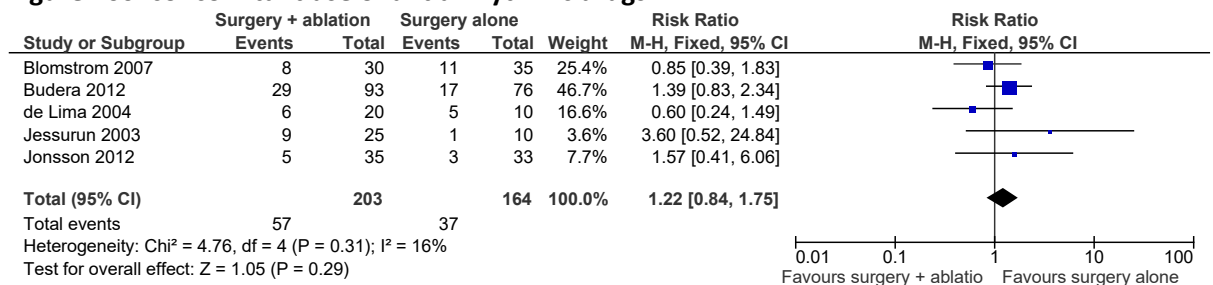 Surgery + ablation Surgery alone Risk Ratio Risk Ratio
Study or Subgroup Events Total Events Total Weight M-H, Fixed, 95% CI M-H, Fixed, 95% CI
Blomstrom 2007 8 30 11 35 25.4% 0.85 [0.39, 1.83]
Budera 2012 29 93 17 76 46.7% 1.39 [0.83, 2.34]
de Lima 2004 6 20 5 10 16.6% 0.60 [0.24, 1.49]
Jessurun 2003 9 25 1 10 3.6% 3.60 [0.52, 24.84]
Jonsson 2012 5 35 3 33 7.7% 1.57 [0.41, 6.06]
Total (95% CI) 203 164 100.0% 1.22 [0.84, 1.75]
Total events 57 37
Heterogeneity: Chi² = 4.76, df = 4 (P = 0.31); I² = 16%
Test for overall effect: Z = 1.05 (P = 0.29)
0.01 0.1 1 10 100
Favours surgery + ablatio Favours surgery alone